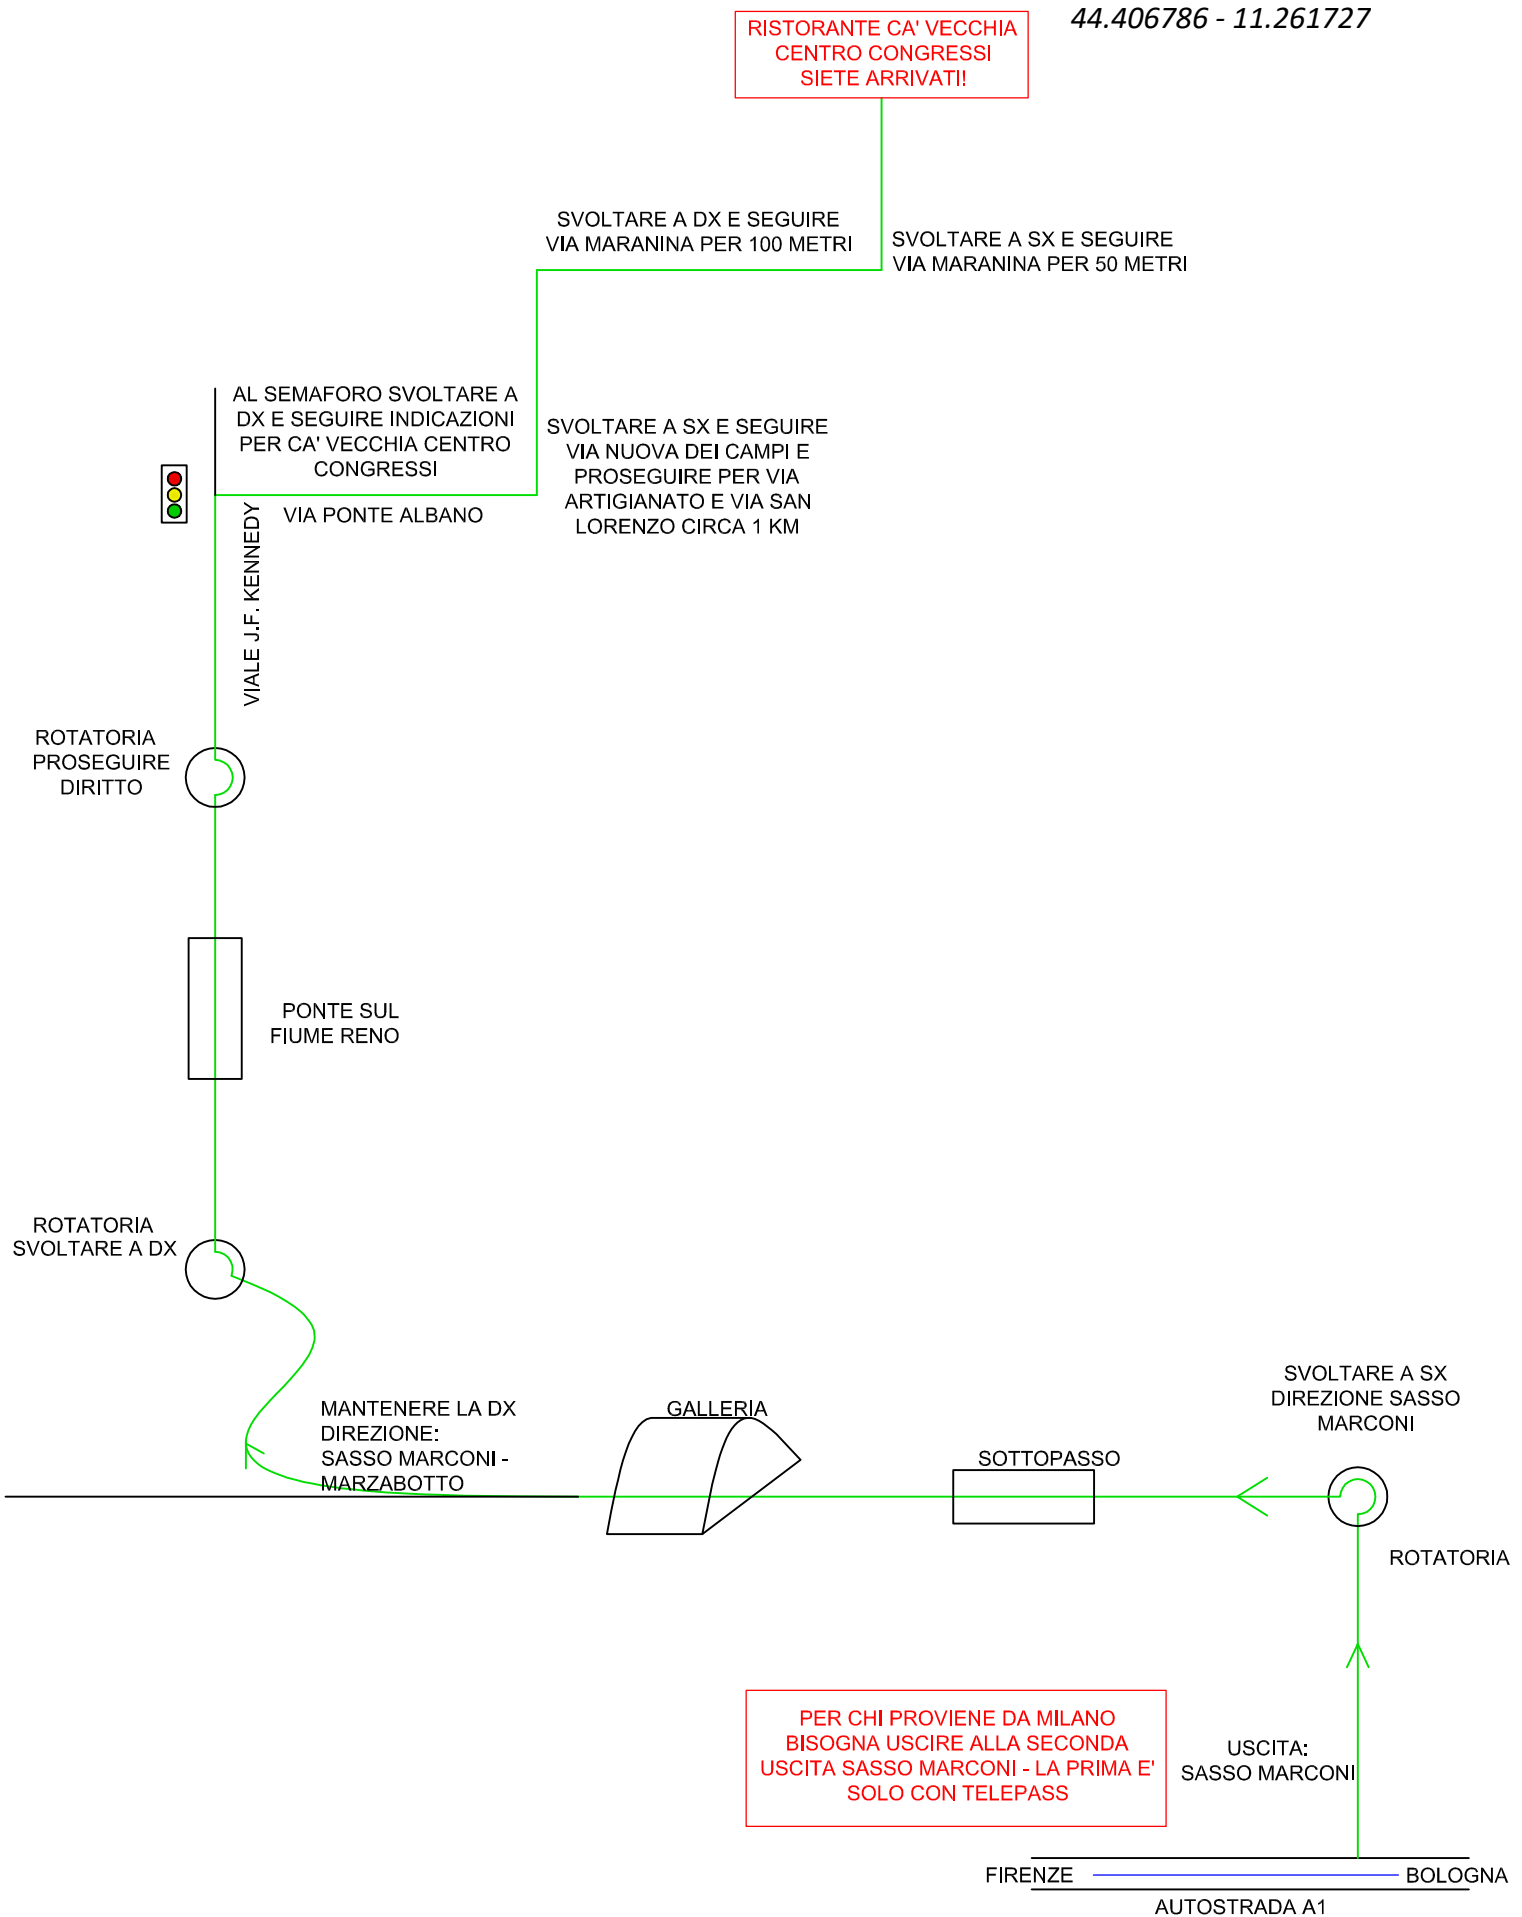 44.406786 - 11.261727
RISTORANTE CA' VECCHIA
CENTRO CONGRESSI
SIETE ARRIVATI!
SVOLTARE A DX E SEGUIRE
VIA MARANINA PER 100 METRI
SVOLTARE A SX E SEGUIRE
VIA MARANINA PER 50 METRI
AL SEMAFORO SVOLTARE A
DX E SEGUIRE INDICAZIONI
PER CA' VECCHIA CENTRO
CONGRESSI
SVOLTARE A SX E SEGUIRE
VIA NUOVA DEI CAMPI E
PROSEGUIRE PER VIA
ARTIGIANATO E VIA SAN
LORENZO CIRCA 1 KM
VIA PONTE ALBANO
VIALE J.F. KENNEDY
ROTATORIA
PROSEGUIRE
DIRITTO
PONTE SUL
FIUME RENO
ROTATORIA
SVOLTARE A DX
MANTENERE LA DX
DIREZIONE:
SASSO MARCONI -
MARZABOTTO
GALLERIA
SOTTOPASSO
SVOLTARE A SX
DIREZIONE SASSO
MARCONI
ROTATORIA
PER CHI PROVIENE DA MILANO
BISOGNA USCIRE ALLA SECONDA
USCITA SASSO MARCONI - LA PRIMA E'
SOLO CON TELEPASS
USCITA:
SASSO MARCONI
FIRENZE
BOLOGNA
AUTOSTRADA A1